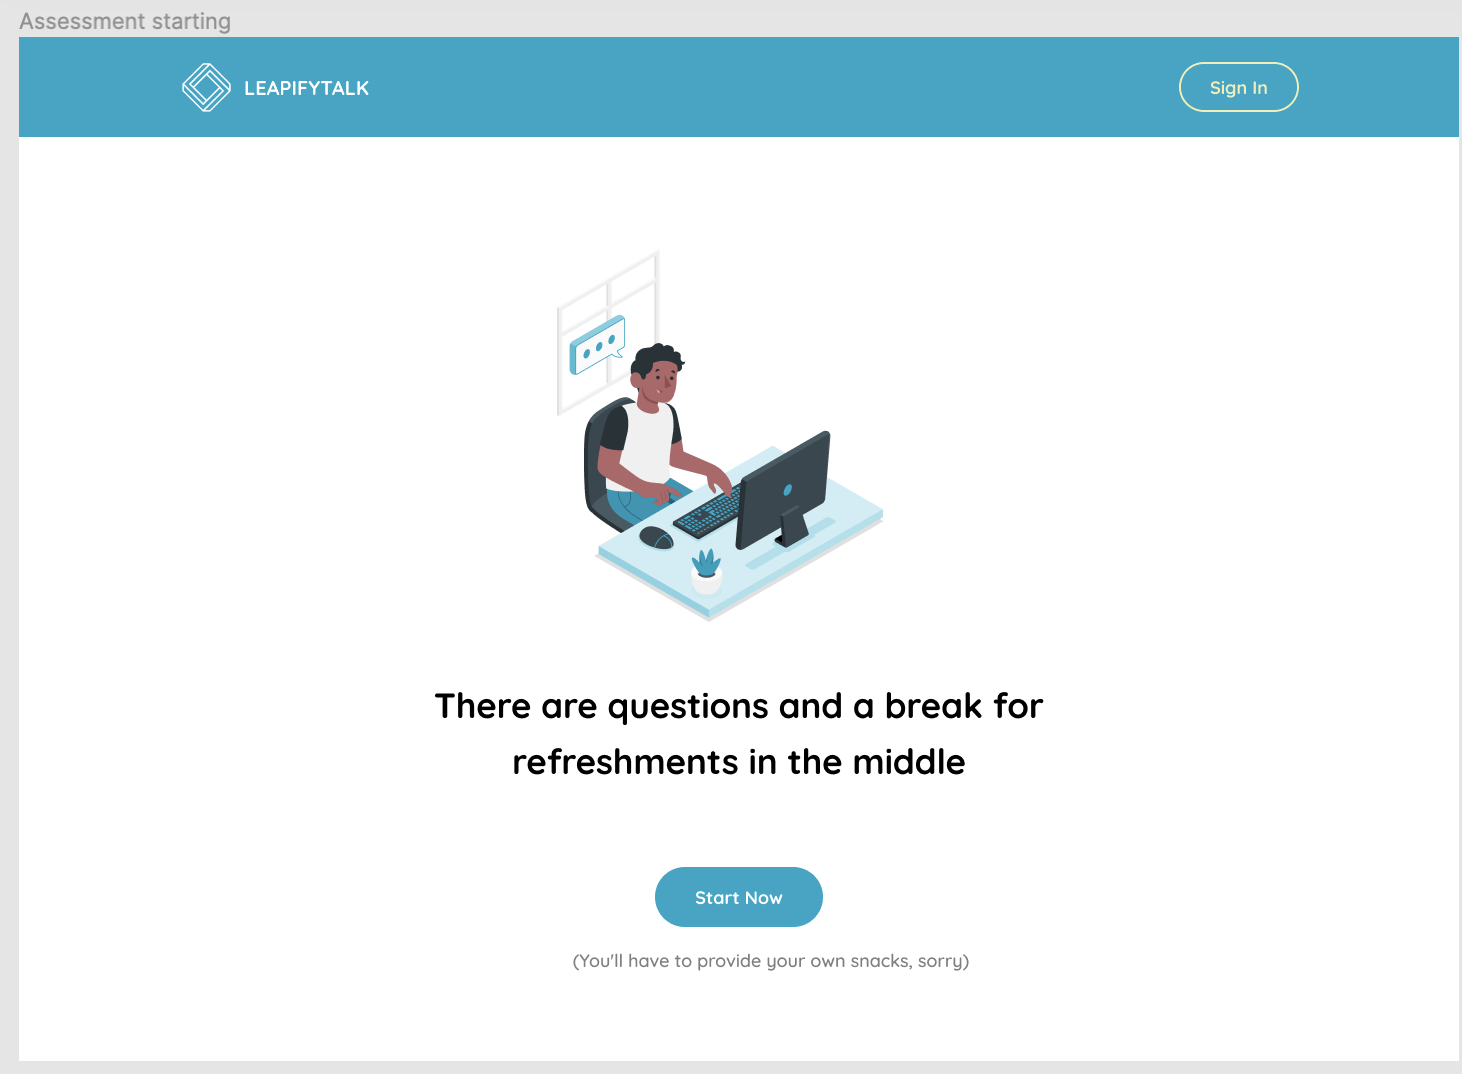 Assessment starting
LEAPIFYTALK
Sign In
There are questions and a break for
refreshments in the middle
Start Now
(You'll have to provide your own snacks, sorry)